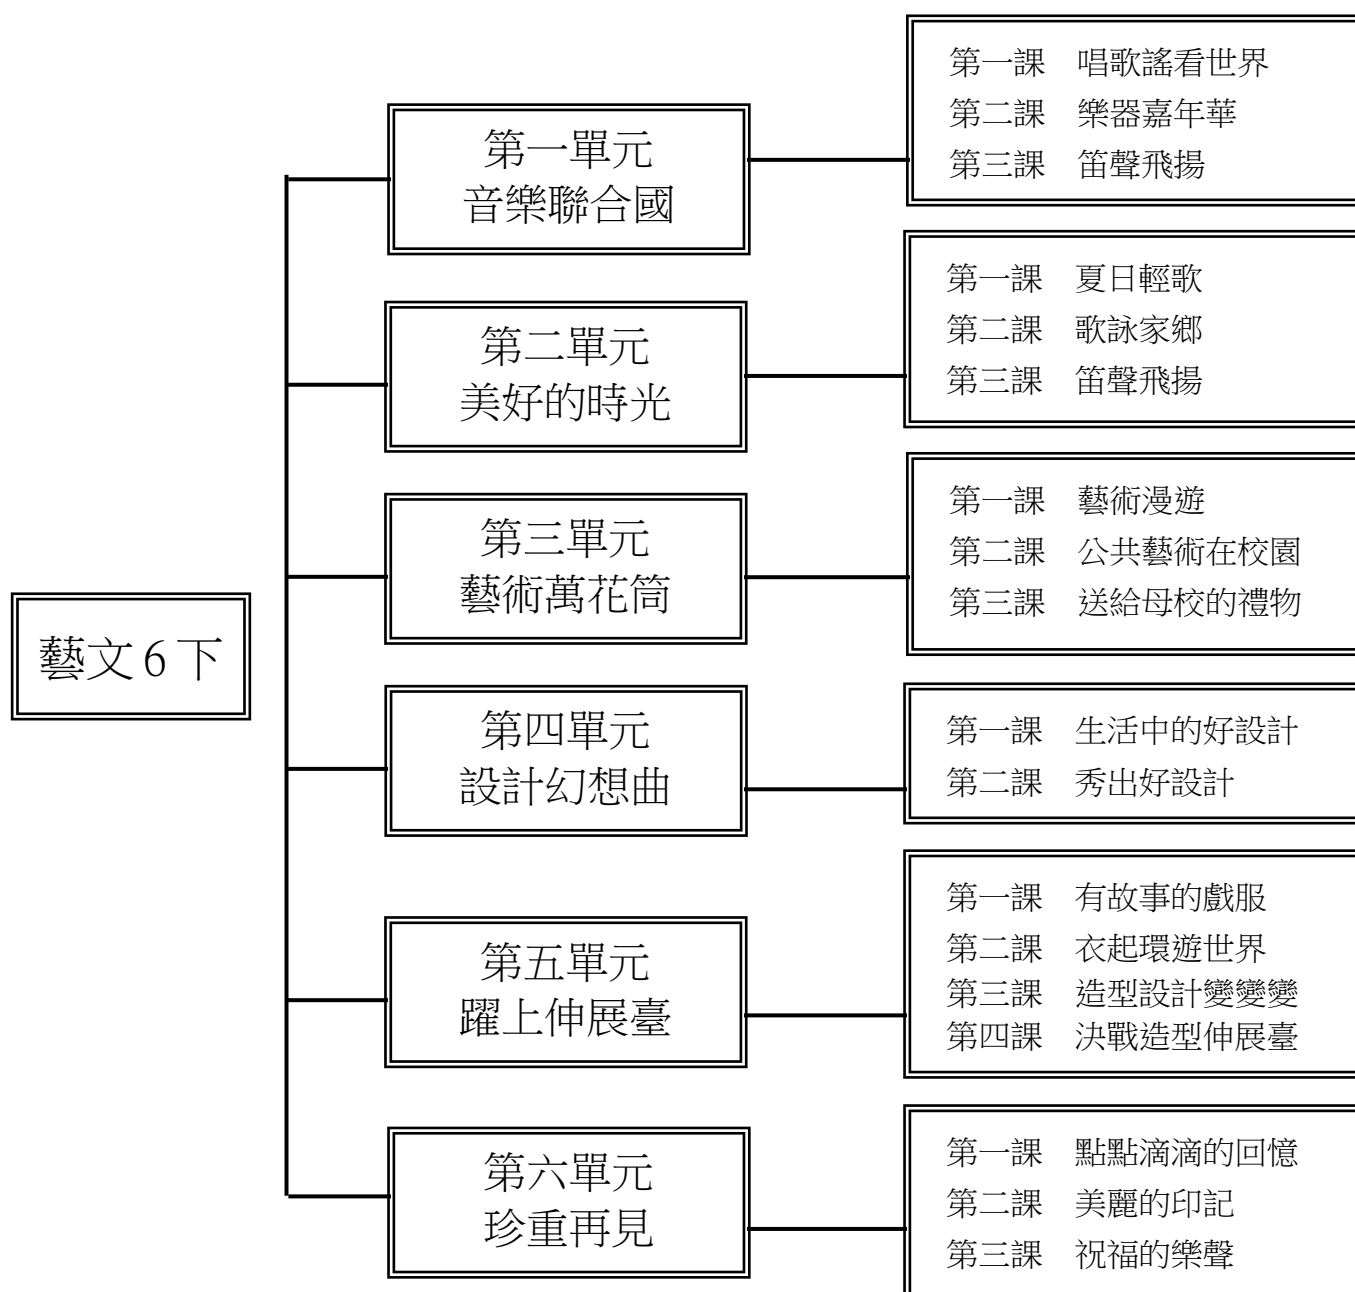 藝文6下
第一單元
音樂聯合國
第一課 唱歌謠看世界
第二課 樂器嘉年華
第三課 笛聲飛揚
第二單元
美好的時光
第一課 夏日輕歌
第二課 歌詠家鄉
第三課 笛聲飛揚
第三單元
藝術萬花筒
第一課 藝術漫遊
第二課 公共藝術在校園
第三課 送給母校的禮物
第四單元
設計幻想曲
第一課 生活中的好設計
第二課 秀出好設計
第五單元
躍上伸展臺
第一課 有故事的戲服
第二課 衣起環遊世界
第三課 造型設計變變變
第四課 決戰造型伸展臺
第六單元
珍重再見
第一課 點點滴滴的回憶
第二課 美麗的印記
第三課 祝福的樂聲